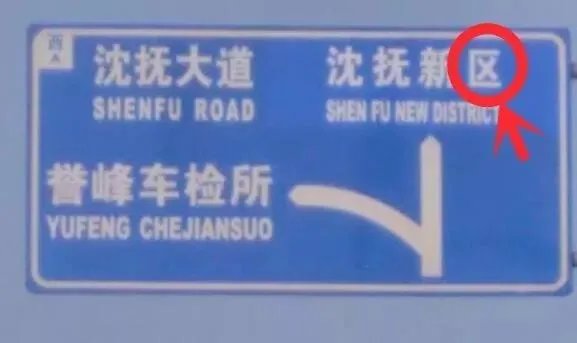 西
沈抚大道
SHENFU ROAD
沈抚新区
SHEN FU NEW DISTRICT
誉峰车检所
YUFENG CHEJIANSUO